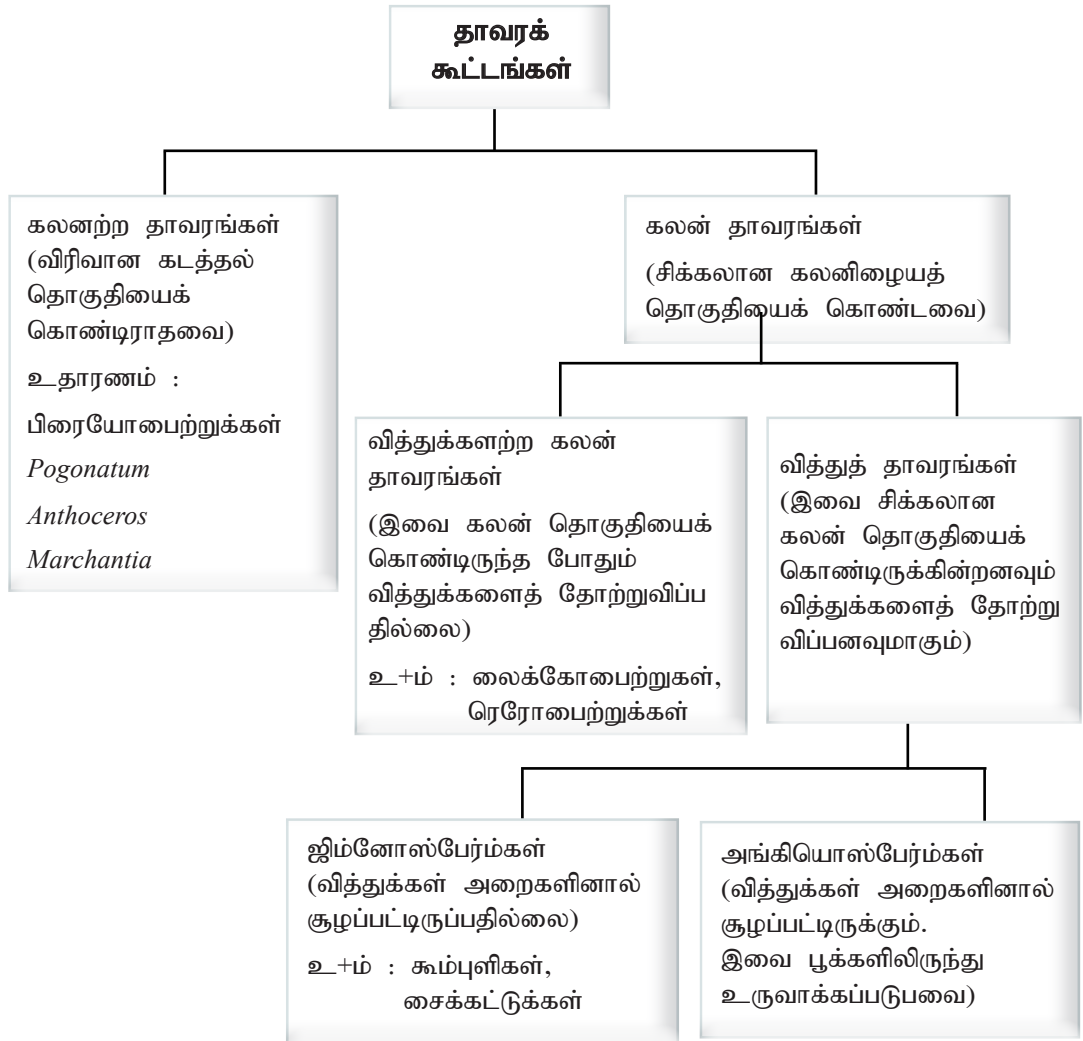 தாவரக்
கூட்டங்கள்
கலனற்ற தாவரங்கள்
(விரிவான கடத்தல்
தொகுதியைக்
கொண்டிராதவை)
உதாரணம் :
பிரையோபைற்றுக்கள்
Pogonatum
Anthoceros
Marchantia
கலன் தாவரங்கள்
(சிக்கலான கலனிழையத்
தொகுதியைக் கொண்டவை)
வித்துக்களற்ற கலன்
தாவரங்கள்
(இவை கலன் தொகுதியைக்
கொண்டிருந்த போதும்
வித்துக்களைத் தோற்றுவிப்ப
தில்லை)
உ+ம் : லைக்கோபைற்றுகள்,
ரெரோபைற்றுக்கள்
வித்துத் தாவரங்கள்
(இவை சிக்கலான
கலன் தொகுதியைக்
கொண்டிருக்கின்றனவும்
வித்துக்களைத் தோற்று
விப்பனவுமாகும்)
ஜிம்னோஸ்பேர்ம்கள்
(வித்துக்கள் அறைகளினால்
சூழப்பட்டிருப்பதில்லை)
உ+ம் : கூம்புளிகள்,
சைக்கட்டுக்கள்
அங்கியொஸ்பேர்ம்கள்
(வித்துக்கள் அறைகளினால்
சூழப்பட்டிருக்கும்.
இவை பூக்களிலிருந்து
உருவாக்கப்படுபவை)